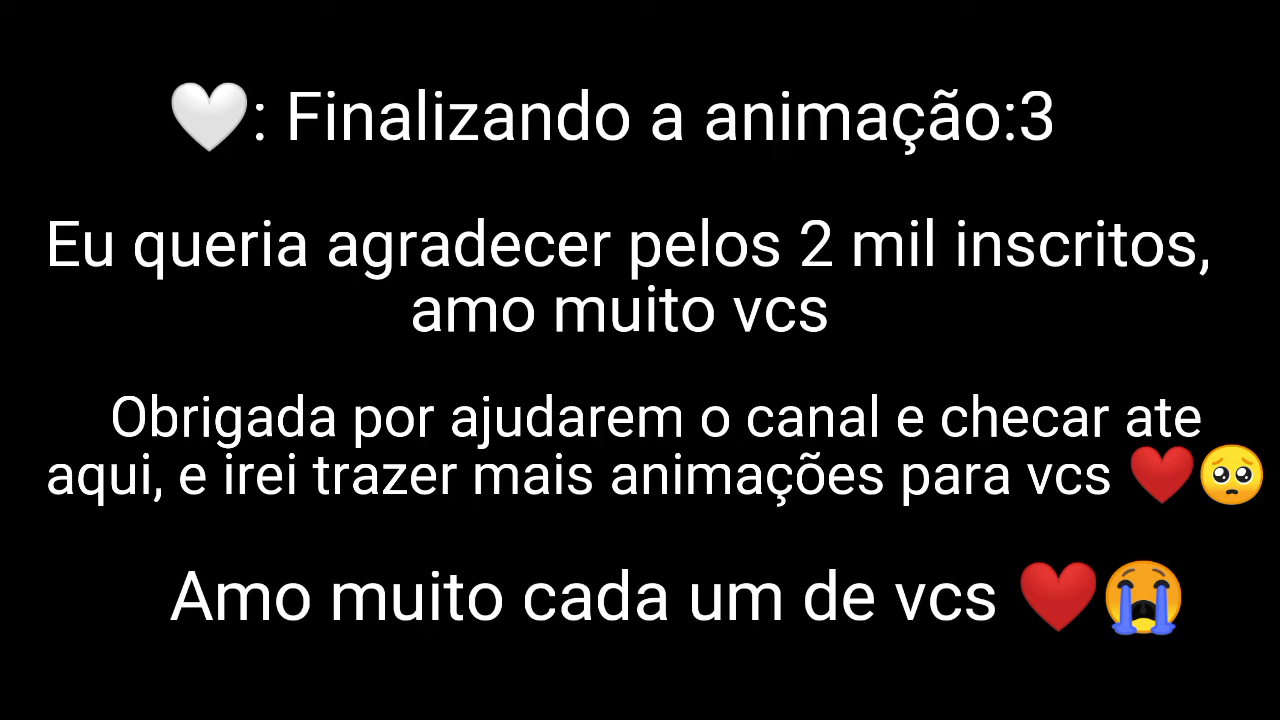 🤍: Finalizando a animação:3
Eu queria agradecer pelos 2 mil inscritos,
amo muito vcs
Obrigada por ajudarem o canal e checar ate
aqui, e irei trazer mais animações para vcs ❤️🥺
Amo muito cada um de vcs ❤️😭